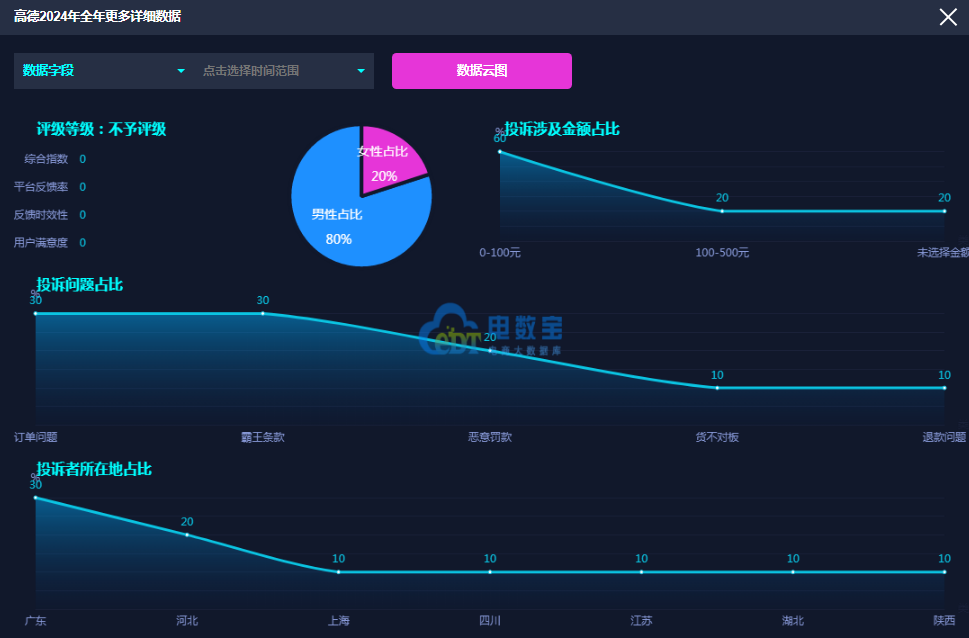 高德2024年全年更多详细数据
数据字段
点击选择时间范围
数据云图
评级等级：不予评级
综合指数 0
平台反馈率 0
反馈时效性 0
用户满意度 0
女性占比
20%
男性占比
80%
投诉涉及金额占比
%
60
20
20
0-100元
100-500元
未选择金额
投诉问题占比
%
30
30
20
10
10
电数宝
eDT
电商大数据库
订单问题
霸王条款
恶意罚款
货不对板
退款问题
投诉者所在地占比
%
30
20
10
10
10
10
10
广东
河北
上海
四川
江苏
湖北
陕西